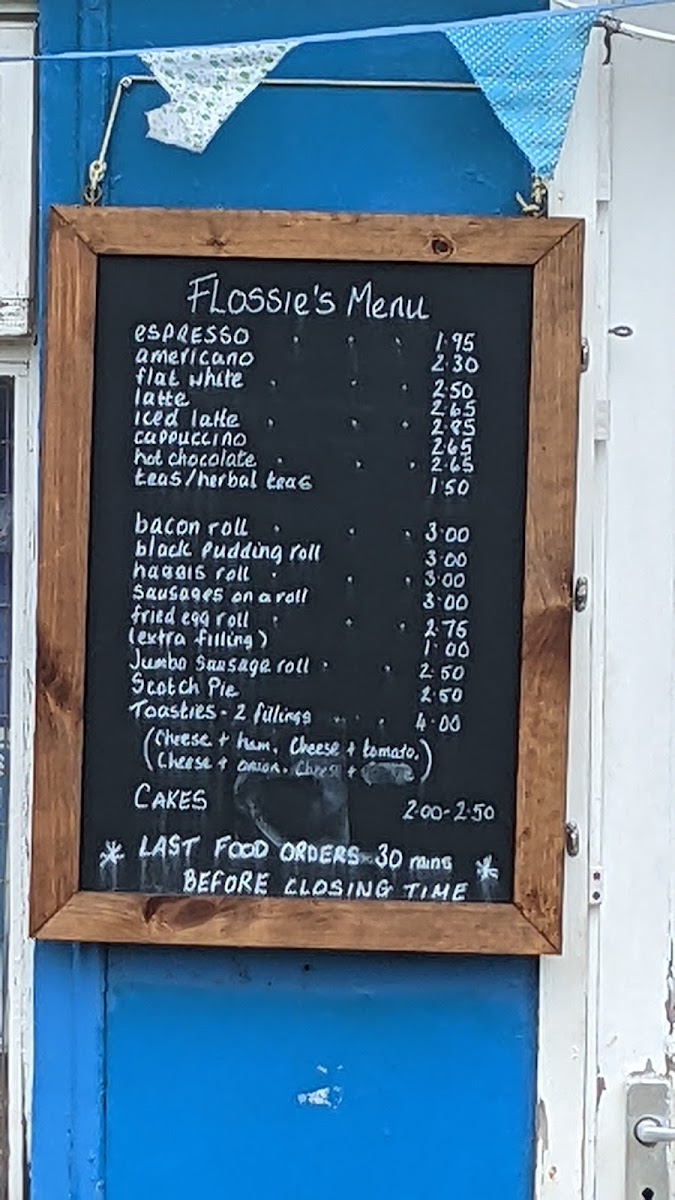 FLOSSIE'S MENU
ESPRESSO 1.95
americano 2.30
flat white 2.50
latte 2.65
iced latte 2.85
cappuccino 2.65
hot chocolate 2.65
teas/herbal teas 1.50
bacon roll 3.00
black pudding roll 3.00
haggis roll 3.00
Sausages on a roll 3.00
fried egg roll 2.75
(extra filling) 1.00
Jumbo Sausage roll 2.50
Scotch Pie 2.50
Toasties - 2 fillings 4.00
(Cheese + ham, Cheese + tomato,
Cheese + onion, Cheese +
CAKES 2.00-2.50
* LAST FOOD ORDERS 30 mins *
BEFORE CLOSING TIME